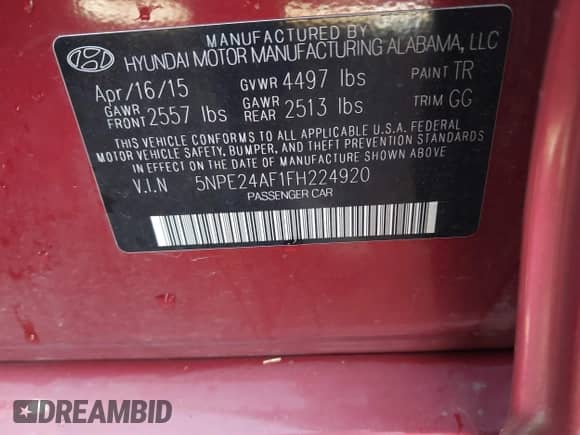 MANUFACTURED BY
HYUNDAI MOTOR MANUFACTURING ALABAMA, LLC
Apr/16/15 GVWR 4497 lbs PAINT TR
GAWR FRONT 2557 lbs GAWR REAR 2513 lbs TRIM GG
THIS VEHICLE CONFORMS TO ALL APPLICABLE U.S.A. FEDERAL
MOTOR VEHICLE SAFETY, BUMPER, AND THEFT PREVENTION STANDARDS
IN EFFECT ON THE DATE OF MANUFACTURE SHOWN ABOVE.
V.I.N 5NPE24AF1FH224920
PASSENGER CAR
DREAMBID